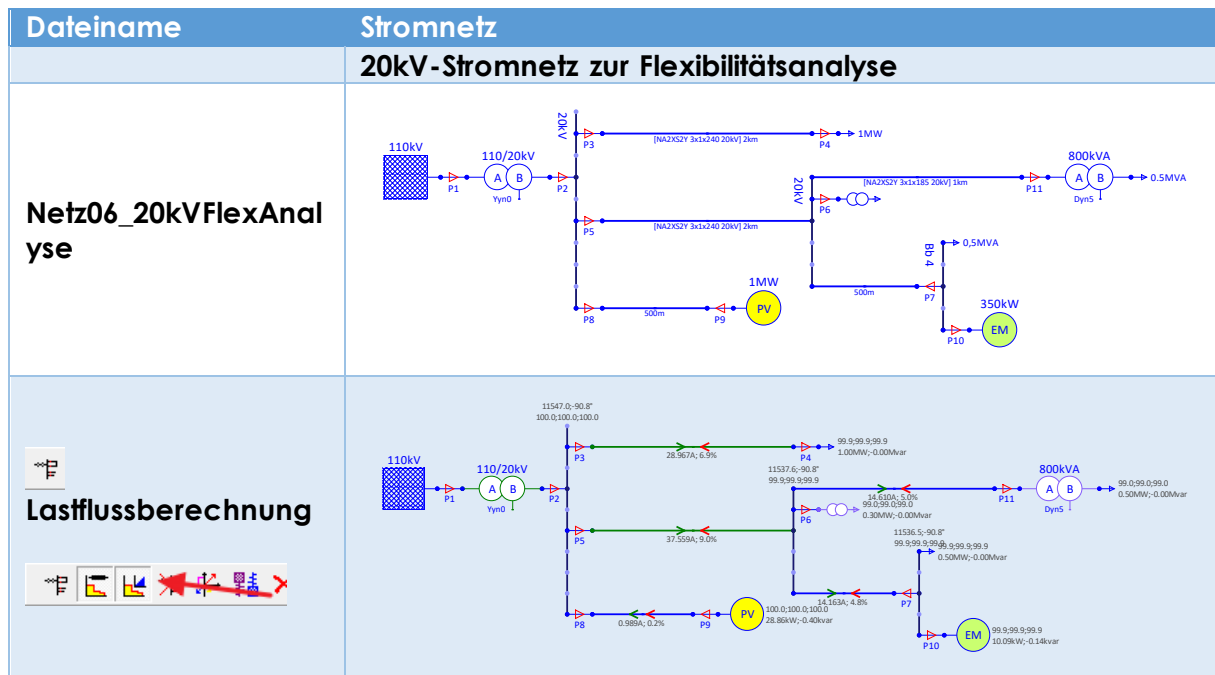 Dateiname
Stromnetz
20kV-Stromnetz zur Flexibilitätsanalyse
Netz06_20kVFlexAnal
yse
110kV
P1
110/20kV
A B
Yyn0
P2
20kV
P3
[NA2XS2Y 3x1x240 20kV] 2km
P4
1MW
P5
[NA2XS2Y 3x1x240 20kV] 2km
20kV
P6
[NA2XS2Y 3x1x185 20kV] 1km
P11
800kVA
A B
Dyn5
0.5MVA
Bb 4
0,5MVA
500m
P7
350kW
P10
EM
P8
500m
P9
1MW
PV
Lastflussberechnung
11547.0;-90.8°
100.0;100.0;100.0
110kV
P1
110/20kV
A B
Yyn0
P2
P3
28.967A; 6.9%
P4
99.9;99.9;99.9
1.00MW;-0.00Mvar
P5
37.559A; 9.0%
11537.6;-90.8°
99.9;99.9;99.9
14.610A; 5.0%
P6
99.0;99.0;99.0
0.30MW;-0.00Mvar
P11
800kVA
A B
Dyn5
99.0;99.0;99.0
0.50MW;-0.00Mvar
11536.5;-90.8°
99.9;99.9;99.9
99.9;99.9;99.9
0.50MW;-0.00Mvar
14.163A; 4.8%
P7
P8
0.989A; 0.2%
P9
PV
100.0;100.0;100.0
28.86kW;-0.40kvar
P10
EM
99.9;99.9;99.9
10.09kW;-0.14kvar